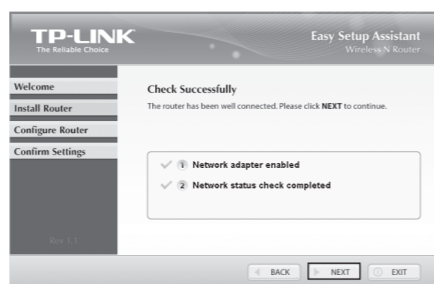 TP-LINK
The Reliable Choice
Easy Setup Assistant
Wireless N Router
Welcome
Install Router
Configure Router
Confirm Settings
Check Successfully
The router has been well connected. Please click NEXT to continue.
1 Network adapter enabled
2 Network status check completed
Rev 1.1
BACK
NEXT
EXIT